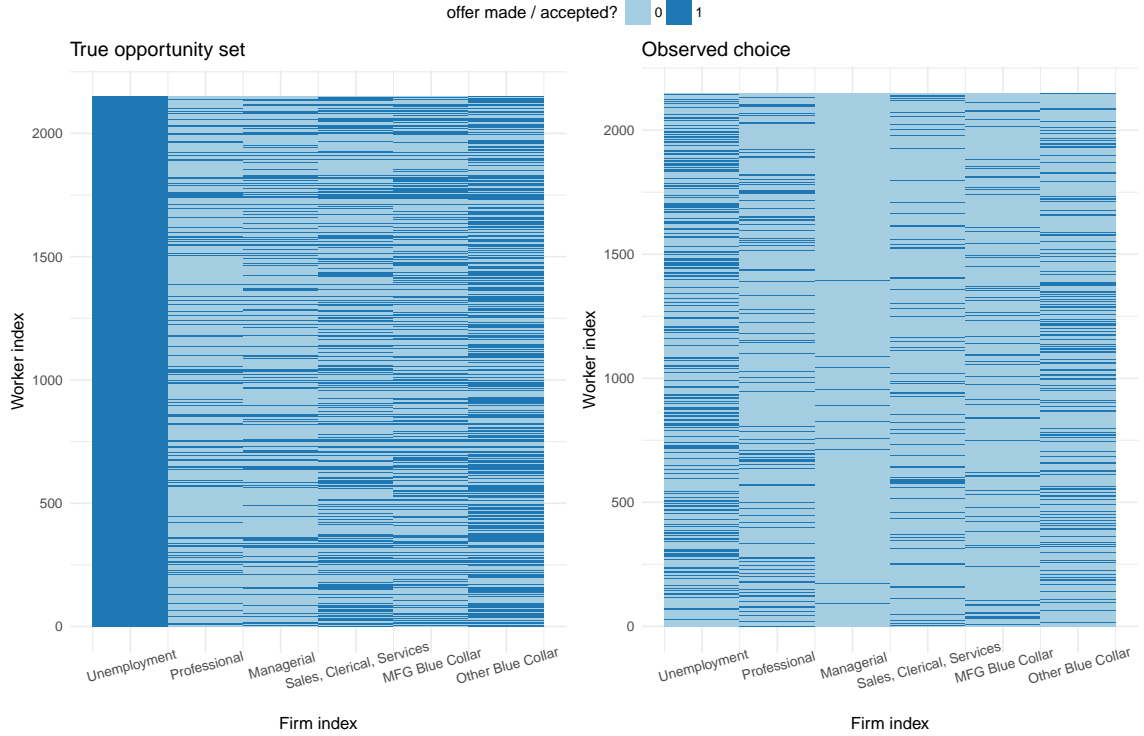 offer made / accepted? 0 1
True opportunity set
Observed choice
Worker index
2000
1500
1000
500
0
Unemployment
Professional
Managerial
Sales, Clerical, Services
MFG Blue Collar
Other Blue Collar
Firm index
Worker index
2000
1500
1000
500
0
Unemployment
Professional
Managerial
Sales, Clerical, Services
MFG Blue Collar
Other Blue Collar
Firm index